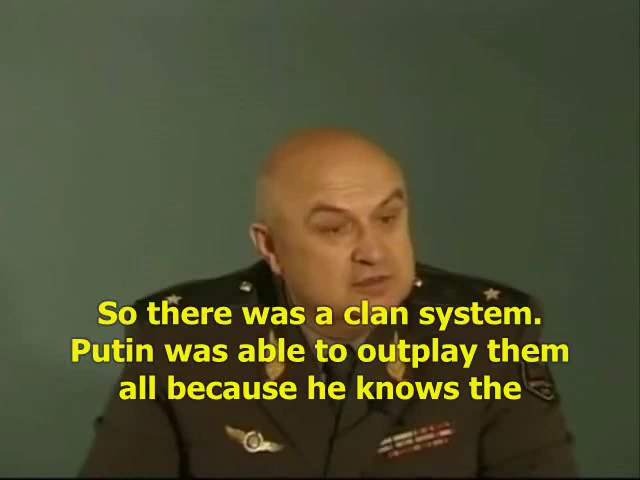 So there was a clan system.
Putin was able to outplay them
all because he knows the